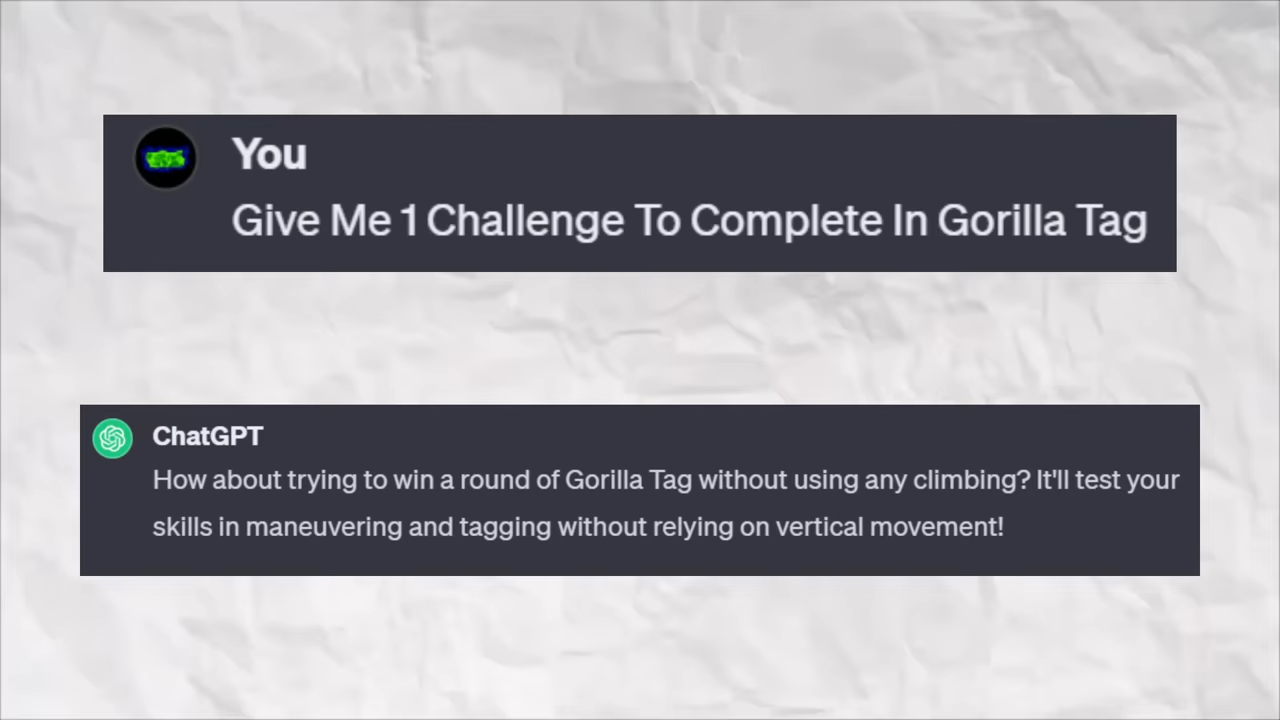 You
Give Me 1 Challenge To Complete In Gorilla Tag
ChatGPT
How about trying to win a round of Gorilla Tag without using any climbing? It'll test your
skills in maneuvering and tagging without relying on vertical movement!